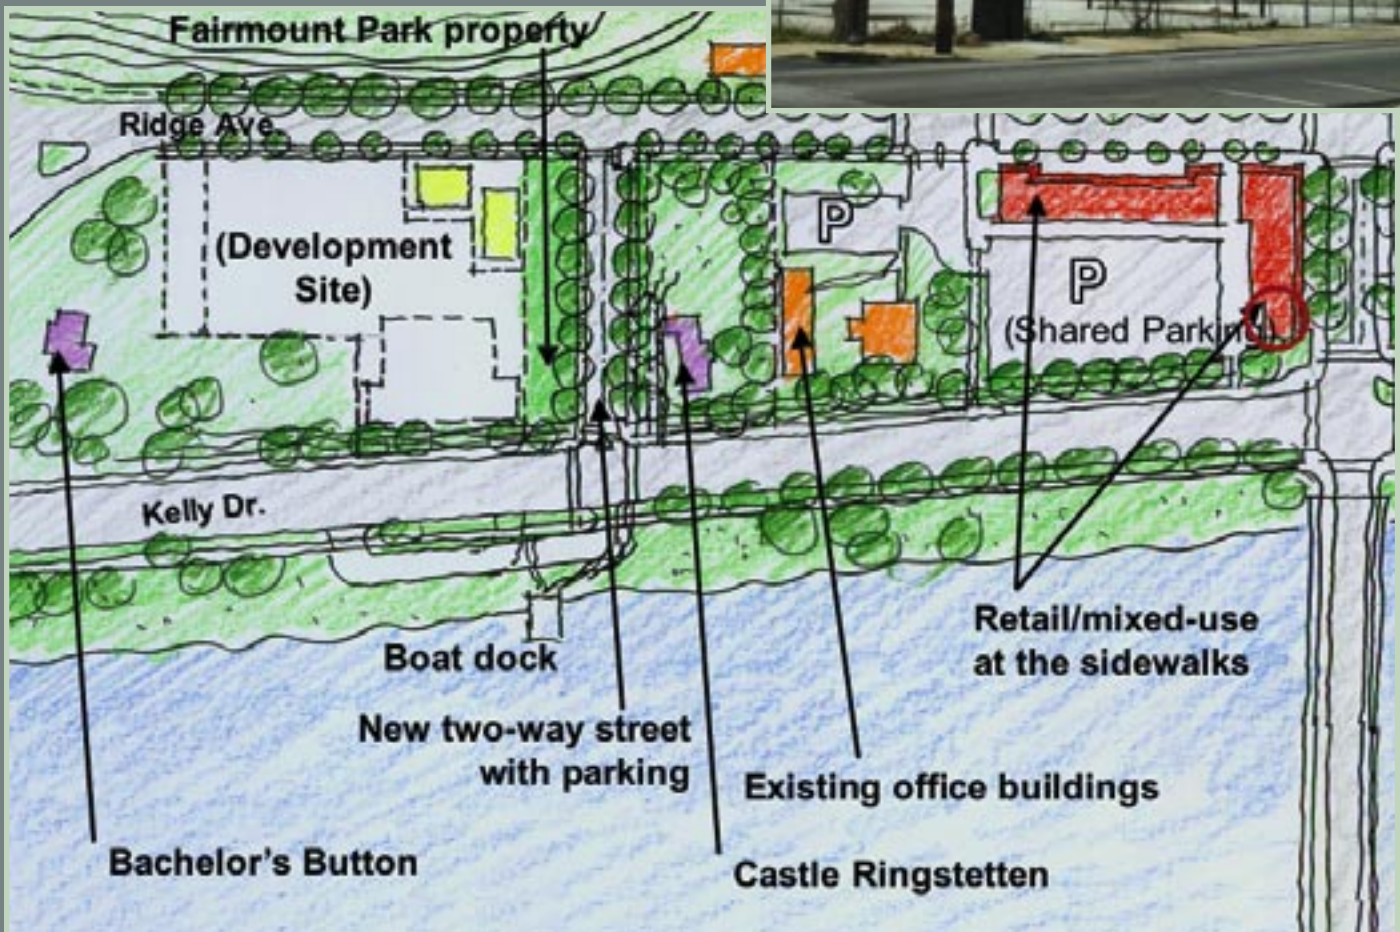 Fairmount Park property
Ridge Ave.
(Development
Site)
P
P
(Shared Parking)
Kelly Dr.
Boat dock
New two-way street
with parking
Retail/mixed-use
at the sidewalks
Existing office buildings
Bachelor's Button
Castle Ringstetten